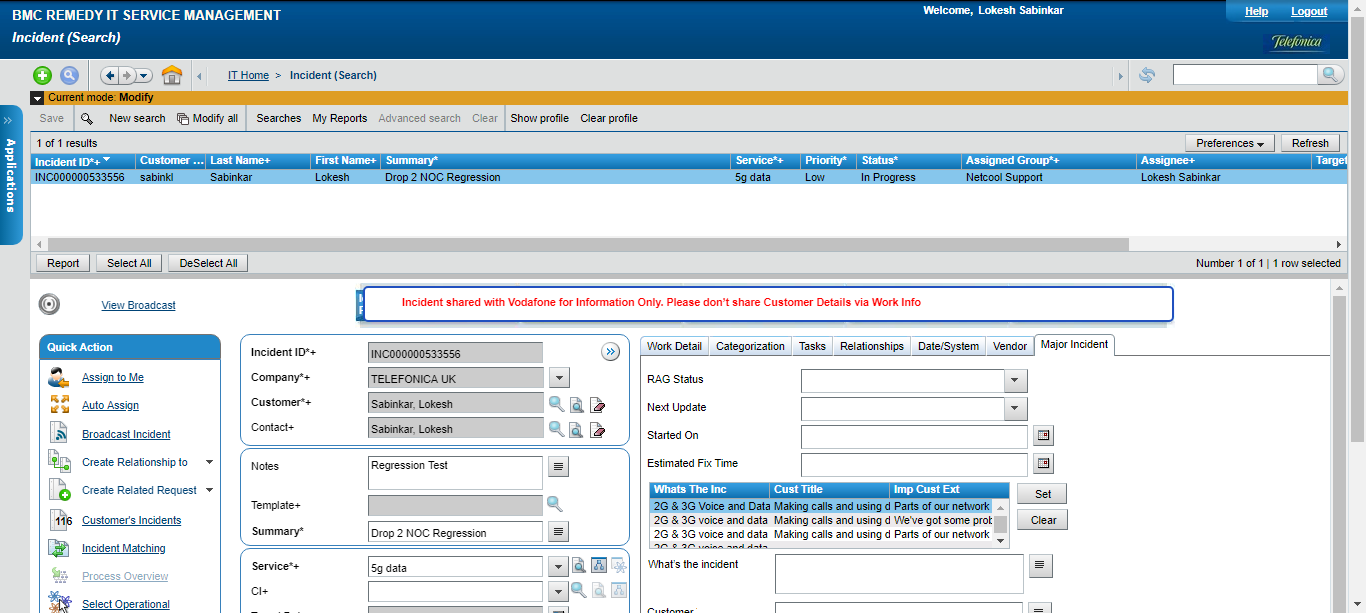 BMC REMEDY IT SERVICE MANAGEMENT
Welcome, Lokesh Sabinkar
Help Logout
Incident (Search)
Telefónica
IT Home > Incident (Search)
Current mode: Modify
Save New search Modify all Searches My Reports Advanced search Clear Show profile Clear profile
1 of 1 results
Preferences Refresh
Incident ID*+ Customer ... Last Name+ First Name+ Summary* Service*+ Priority* Status* Assigned Group*+ Assignee+ Target
INC000000533556 sabinkl Sabinkar Lokesh Drop 2 NOC Regression 5g data Low In Progress Netcool Support Lokesh Sabinkar
Applications
Report Select All DeSelect All
Number 1 of 1 | 1 row selected
View Broadcast
Incident shared with Vodafone for Information Only. Please don't share Customer Details via Work Info
Quick Action
Assign to Me
Auto Assign
Broadcast Incident
Create Relationship to
Create Related Request
116 Customer's Incidents
Incident Matching
Process Overview
Select Operational
Incident ID*+ INC000000533556
Company*+ TELEFONICA UK
Customer*+ Sabinkar, Lokesh
Contact+ Sabinkar, Lokesh
Notes Regression Test
Template+
Summary* Drop 2 NOC Regression
Service*+ 5g data
CI+
Work Detail Categorization Tasks Relationships Date/System Vendor Major Incident
RAG Status
Next Update
Started On
Estimated Fix Time
Whats The Inc Cust Title Imp Cust Ext
2G & 3G Voice and Data Making calls and using d Parts of our network
2G & 3G voice and data Making calls and using d We've got some prob
2G & 3G voice and data Making calls and using d Parts of our network
2G & 3G voice and data
Set
Clear
What's the incident
Customer